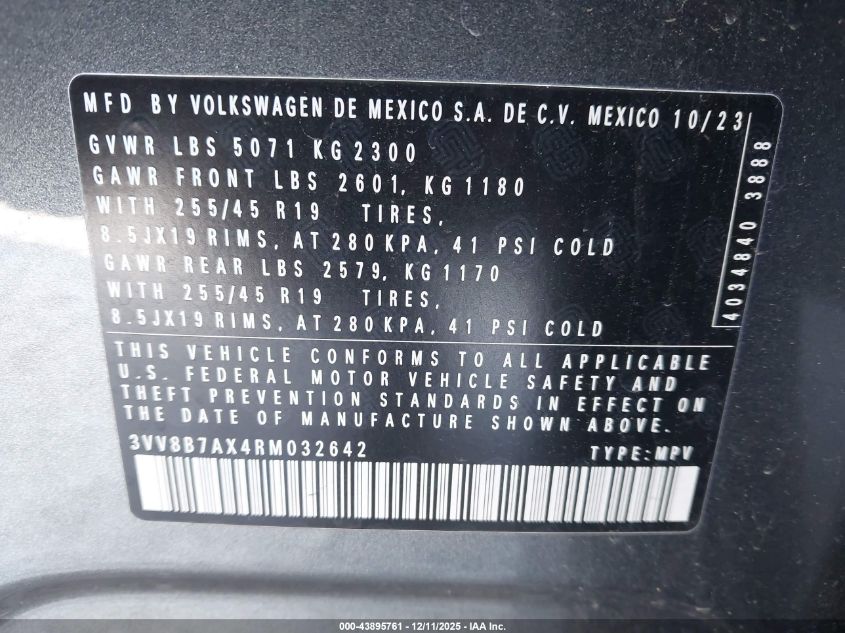 MFD BY VOLKSWAGEN DE MEXICO S.A. DE C.V. MEXICO 10/23
GVWR LBS 5071 KG 2300
GAWR FRONT LBS 2601, KG 1180
WITH 255/45 R19 TIRES,
8.5JX19 RIMS, AT 280 KPA, 41 PSI COLD
GAWR REAR LBS 2579, KG 1170
WITH 255/45 R19 TIRES,
8.5JX19 RIMS, AT 280 KPA, 41 PSI COLD
4034840 3888
THIS VEHICLE CONFORMS TO ALL APPLICABLE
U.S. FEDERAL MOTOR VEHICLE SAFETY AND
THEFT PREVENTION STANDARDS IN EFFECT ON
THE DATE OF MANUFACTURE SHOWN ABOVE.
3VV8B7AX4RM032642 TYPE:MPV
000-43895761 - 12/11/2025 - IAA Inc.